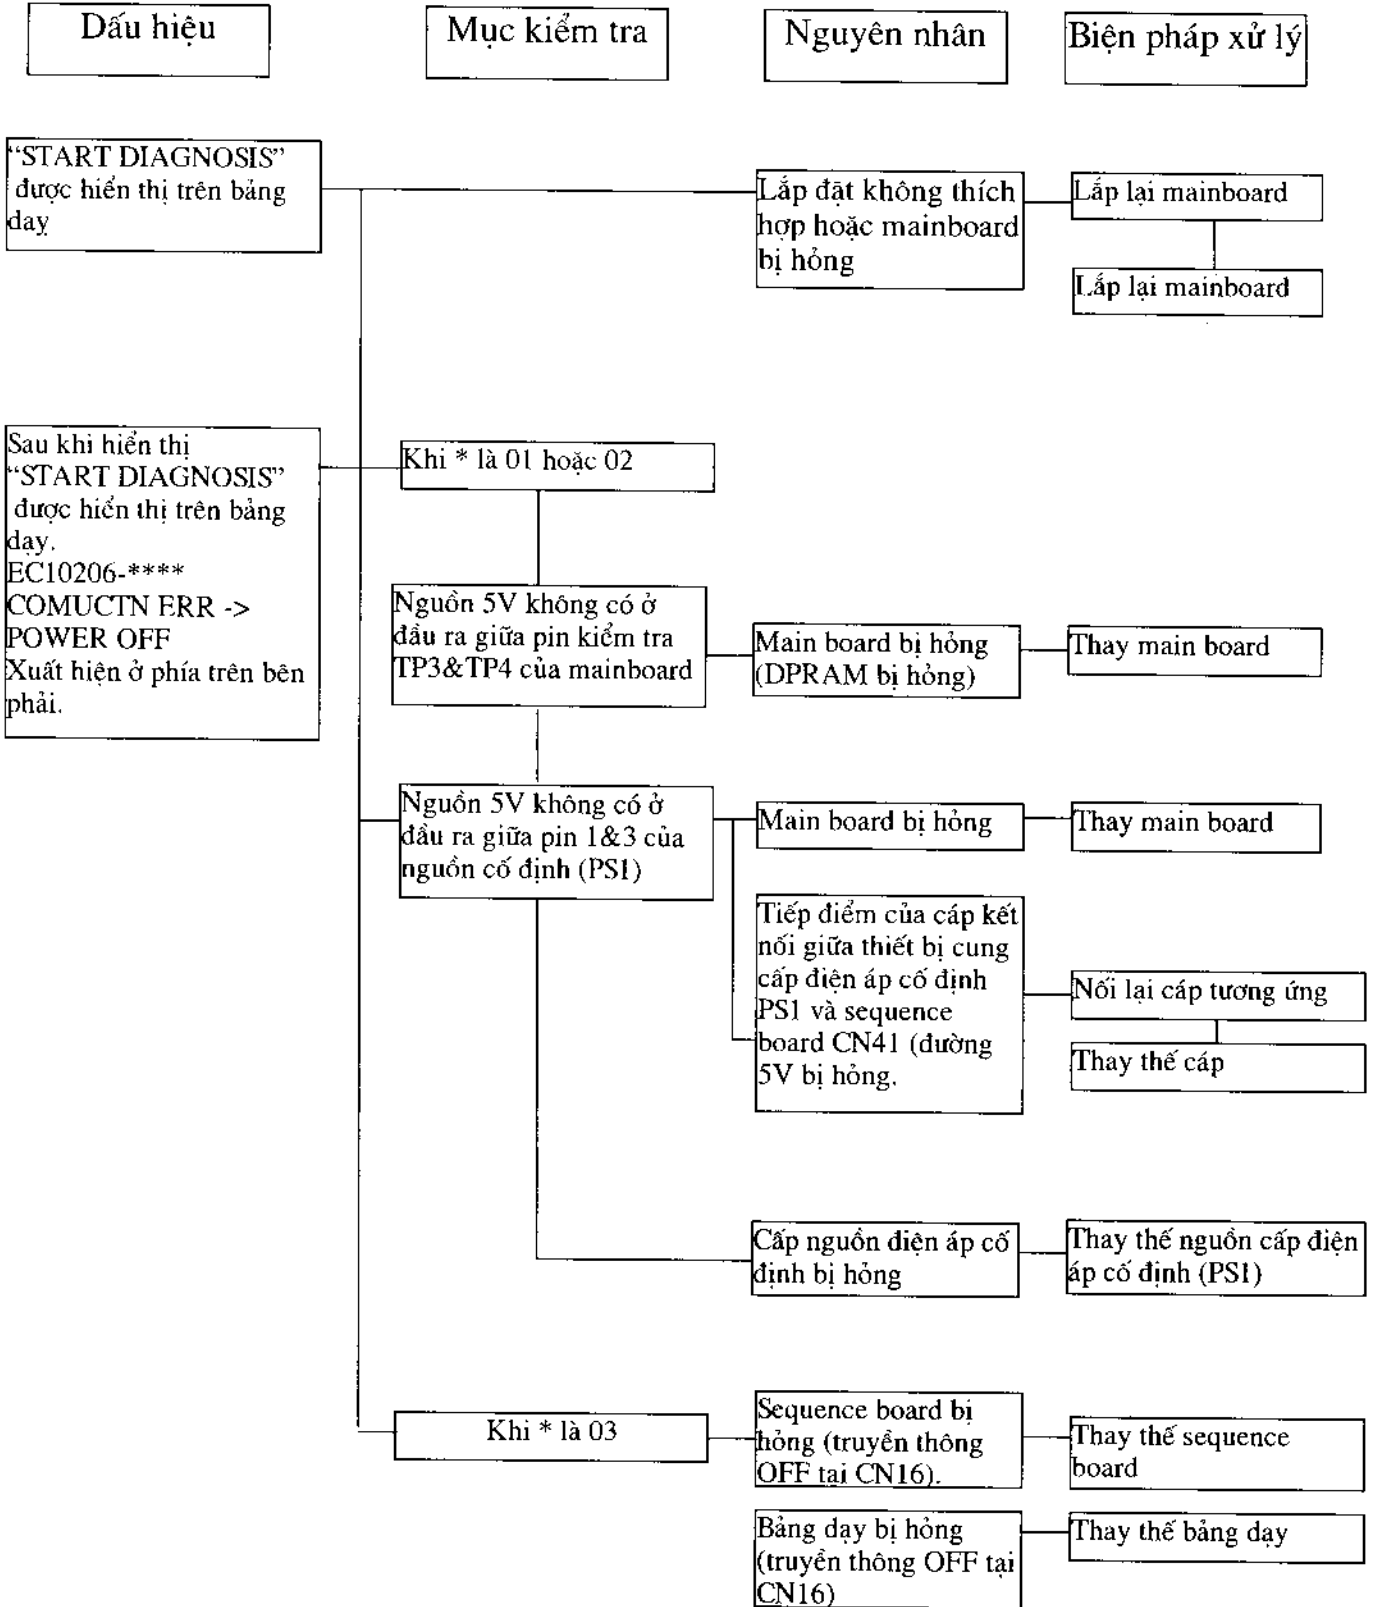 Dấu hiệu
Mục kiểm tra
Nguyên nhân
Biện pháp xử lý
“START DIAGNOSIS”
được hiển thị trên bảng
dạy
Lắp đặt không thích
hợp hoặc mainboard
bị hỏng
Lắp lại mainboard
Lắp lại mainboard
Sau khi hiển thị
“START DIAGNOSIS”
được hiển thị trên bảng
dạy.
EC10206-****
COMUCTN ERR ->
POWER OFF
Xuất hiện ở phía trên bên
phải.
Khi * là 01 hoặc 02
Nguồn 5V không có ở
đầu ra giữa pin kiểm tra
TP3&TP4 của mainboard
Main board bị hỏng
(DPRAM bị hỏng)
Thay main board
Nguồn 5V không có ở
đầu ra giữa pin 1&3 của
nguồn cố định (PS1)
Main board bị hỏng
Thay main board
Tiếp điểm của cáp kết
nối giữa thiết bị cung
cấp điện áp cố định
PS1 và sequence
board CN41 (đường
5V bị hỏng.
Nối lại cáp tương ứng
Thay thế cáp
Cấp nguồn điện áp cố
định bị hỏng
Thay thế nguồn cấp điện
áp cố định (PS1)
Khi * là 03
Sequence board bị
hỏng (truyền thông
OFF tại CN16).
Thay thế sequence
board
Bảng dạy bị hỏng
(truyền thông OFF tại
CN16)
Thay thế bảng dạy